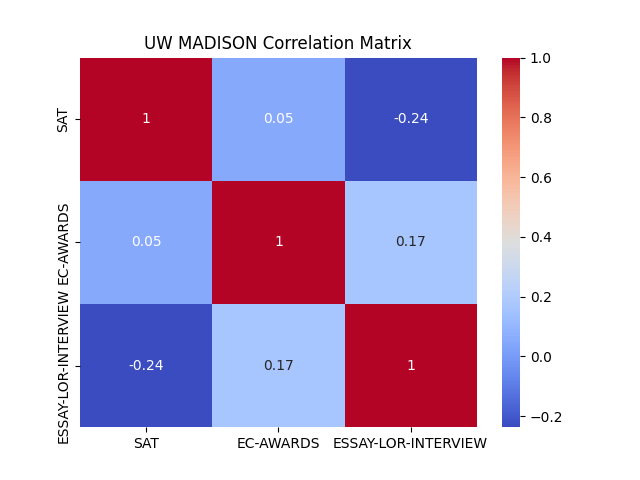 UW MADISON Correlation Matrix
SAT
EC-AWARDS
ESSAY-LOR-INTERVIEW
1 0.05 -0.24
0.05 1 0.17
-0.24 0.17 1
SAT EC-AWARDS ESSAY-LOR-INTERVIEW
1.0
0.8
0.6
0.4
0.2
0.0
−0.2